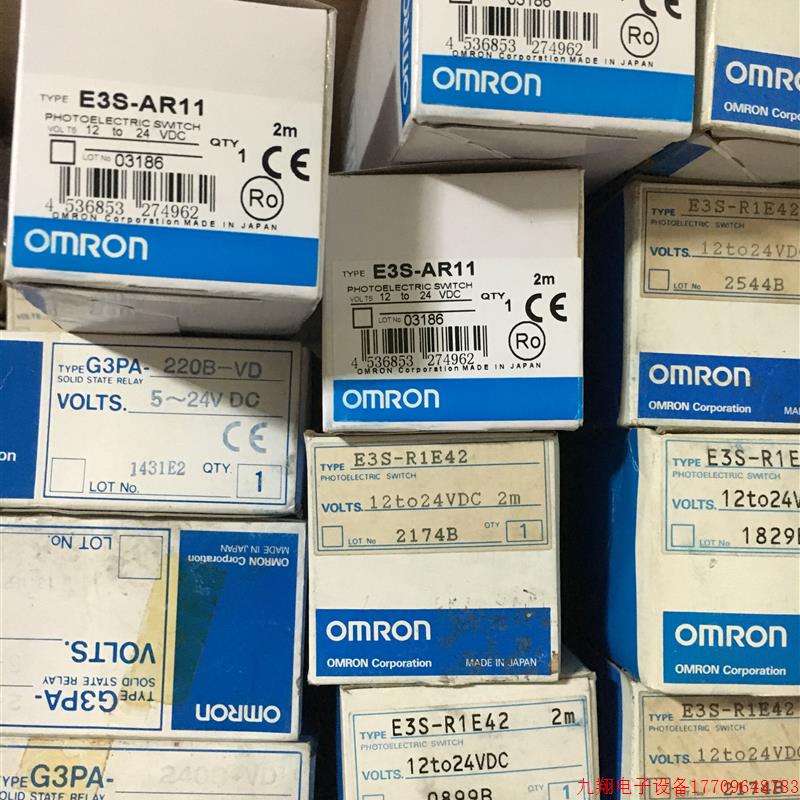 TYPE E3S-AR11
PHOTOELECTRIC SWITCH
VOLTS 12 to 24 VDC
QTY 1
2m
LOT No 03186
CE
Ro
4 536853 274962
OMRON Corporation MADE IN JAPAN
OMRON
03186
CE
Ro
4 536853 274962
OMRON Corporation MADE IN JAPAN
OMRON
OMRON
OMRON Corporation
TYPE E3S-AR11
PHOTOELECTRIC SWITCH
VOLTS 12 to 24 VDC
QTY 1
2m
LOT No 03186
CE
Ro
4 536853 274962
OMRON Corporation MADE IN JAPAN
OMRON
TYPE E3S-R1E42
PHOTOELECTRIC SWITCH
VOLTS. 12to24VDC
LOT No 2544B
OMRON
OMRON Corporation
TYPE G3PA- 220B-VD
SOLID STATE RELAY
VOLTS. 5~24V DC
CE
1431E2
LOT No.
QTY. 1
TYPE E3S-R1E42
PHOTOELECTRIC SWITCH
VOLTS. 12to24VDC 2m
LOT No 2174B
QTY 1
OMRON
OMRON Corporation
MADE IN JAPAN
TYPE E3S-R1E
PHOTOELECTRIC SWITCH
VOLTS. 12to24V
LOT No 1829B
OMRON
OMRON Corporation
LOT No.
VOLTS.
TYPE G3PA-
SOLID STATE RELAY
OMRON Corporation
MADE IN JAPAN
OMRON
TYPE G3PA-
SOLID STATE RELAY
TYPE E3S-R1E42 2m
PHOTOELECTRIC SWITCH
VOLTS. 12to24VDC
0899B
1
TYPE E3S-R1E42
PHOTOELECTRIC SWITCH
VOLTS. 12to24VDC
2174B
九翔电子设备17709648783